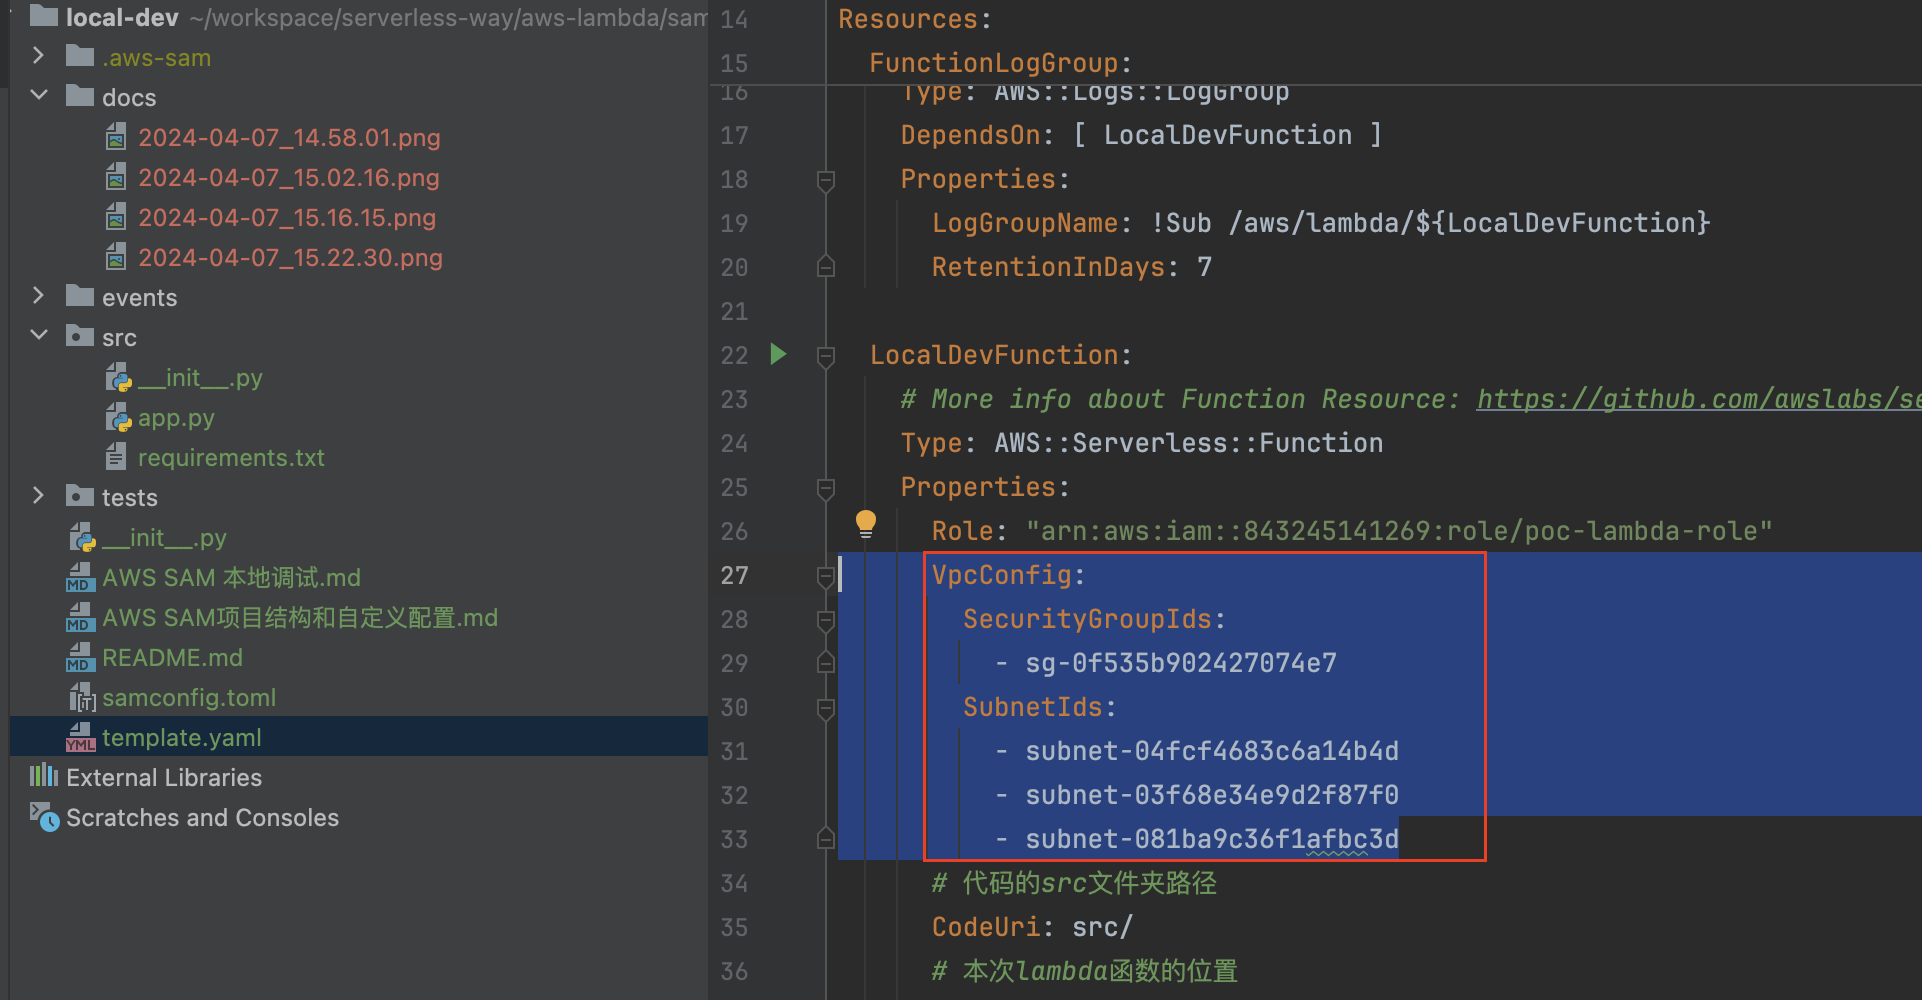 local-dev ~/workspace/serverless-way/aws-lambda/sam
.aws-sam
docs
2024-04-07_14.58.01.png
2024-04-07_15.02.16.png
2024-04-07_15.16.15.png
2024-04-07_15.22.30.png
events
src
__init__.py
app.py
requirements.txt
tests
__init__.py
AWS SAM 本地调试.md
AWS SAM项目结构和自定义配置.md
README.md
samconfig.toml
template.yaml
External Libraries
Scratches and Consoles
14 Resources:
15 FunctionLogGroup:
16 Type: AWS::Logs::LogGroup
17 DependsOn: [ LocalDevFunction ]
18 Properties:
19 LogGroupName: !Sub /aws/lambda/${LocalDevFunction}
20 RetentionInDays: 7
21
22 LocalDevFunction:
23 # More info about Function Resource: https://github.com/awslabs/se
24 Type: AWS::Serverless::Function
25 Properties:
26 Role: "arn:aws:iam::843245141269:role/poc-lambda-role"
27 VpcConfig:
28 SecurityGroupIds:
29 - sg-0f535b902427074e7
30 SubnetIds:
31 - subnet-04fcf4683c6a14b4d
32 - subnet-03f68e34e9d2f87f0
33 - subnet-081ba9c36f1afbc3d
34 # 代码的src文件夹路径
35 CodeUri: src/
36 # 本次lambda函数的位置